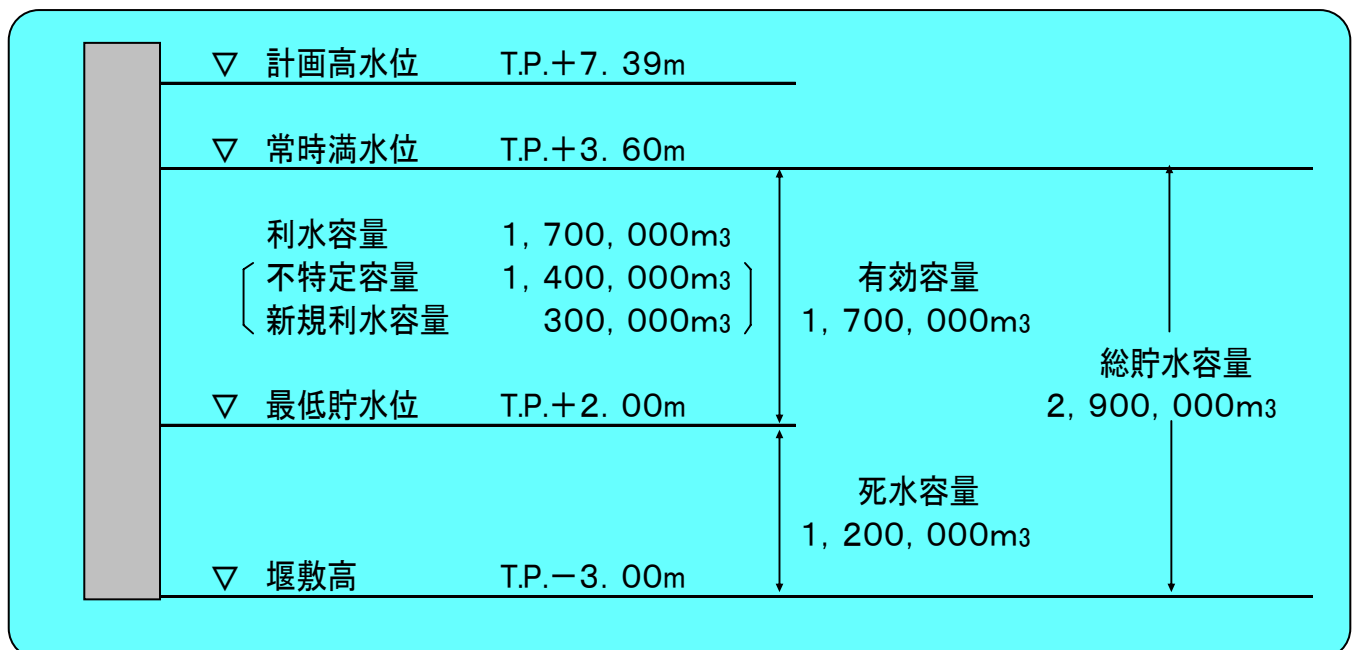 ▽ 計画高水位 T.P.＋7．39m
▽ 常時満水位 T.P.＋3．60m
利水容量 1，700，000m3
不特定容量 1，400，000m3
新規利水容量 300，000m3
有効容量
1，700，000m3
総貯水容量
2，900，000m3
▽ 最低貯水位 T.P.＋2．00m
死水容量
1，200，000m3
▽ 堰敷高 T.P.－3．00m